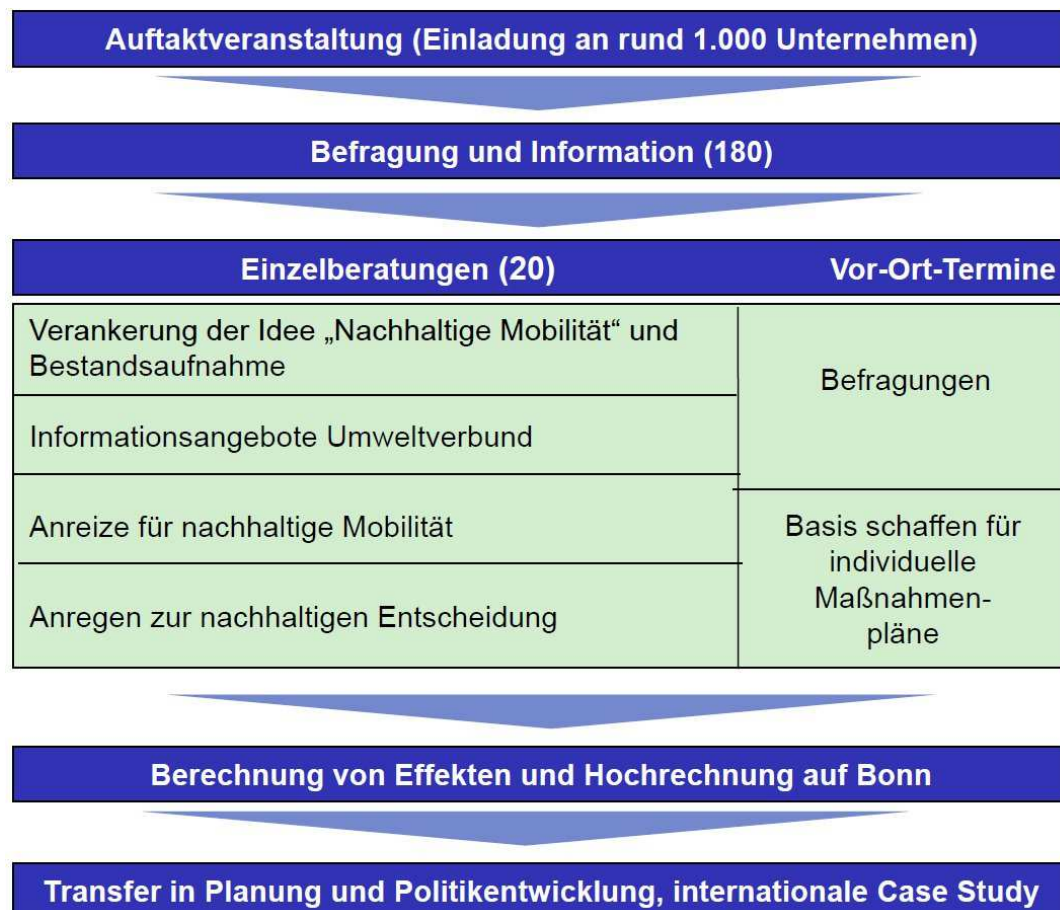 Auftaktveranstaltung (Einladung an rund 1.000 Unternehmen)
Befragung und Information (180)
Einzelberatungen (20)
Vor-Ort-Termine
Verankerung der Idee „Nachhaltige Mobilität“ und
Bestandsaufnahme
Informationsangebote Umweltverbund
Anreize für nachhaltige Mobilität
Anregen zur nachhaltigen Entscheidung
Befragungen
Basis schaffen für
individuelle
Maßnahmen-
pläne
Berechnung von Effekten und Hochrechnung auf Bonn
Transfer in Planung und Politikentwicklung, internationale Case Study